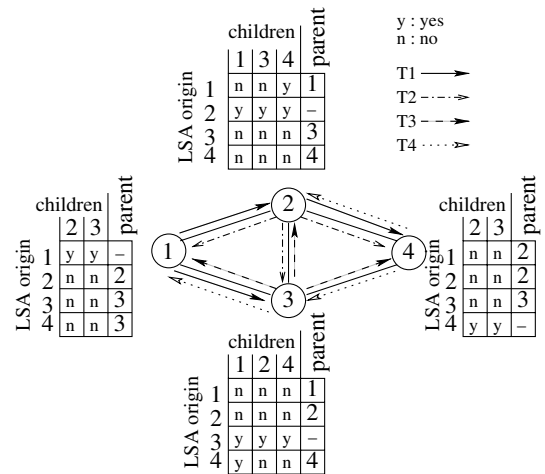 children
1 3 4 parent
LSA origin
1 n n y 1
2 y y y –
3 n n n 3
4 n n n 4
y : yes
n : no
T1
T2
T3
T4
children
2 3 parent
LSA origin
1 y y –
2 n n 2
3 n n 3
4 n n 3
2
1
4
3
children
2 3 parent
LSA origin
1 n n 2
2 n n 2
3 n n 3
4 y y –
children
1 2 4 parent
LSA origin
1 n n n 1
2 n n n 2
3 y y y –
4 y n n 4